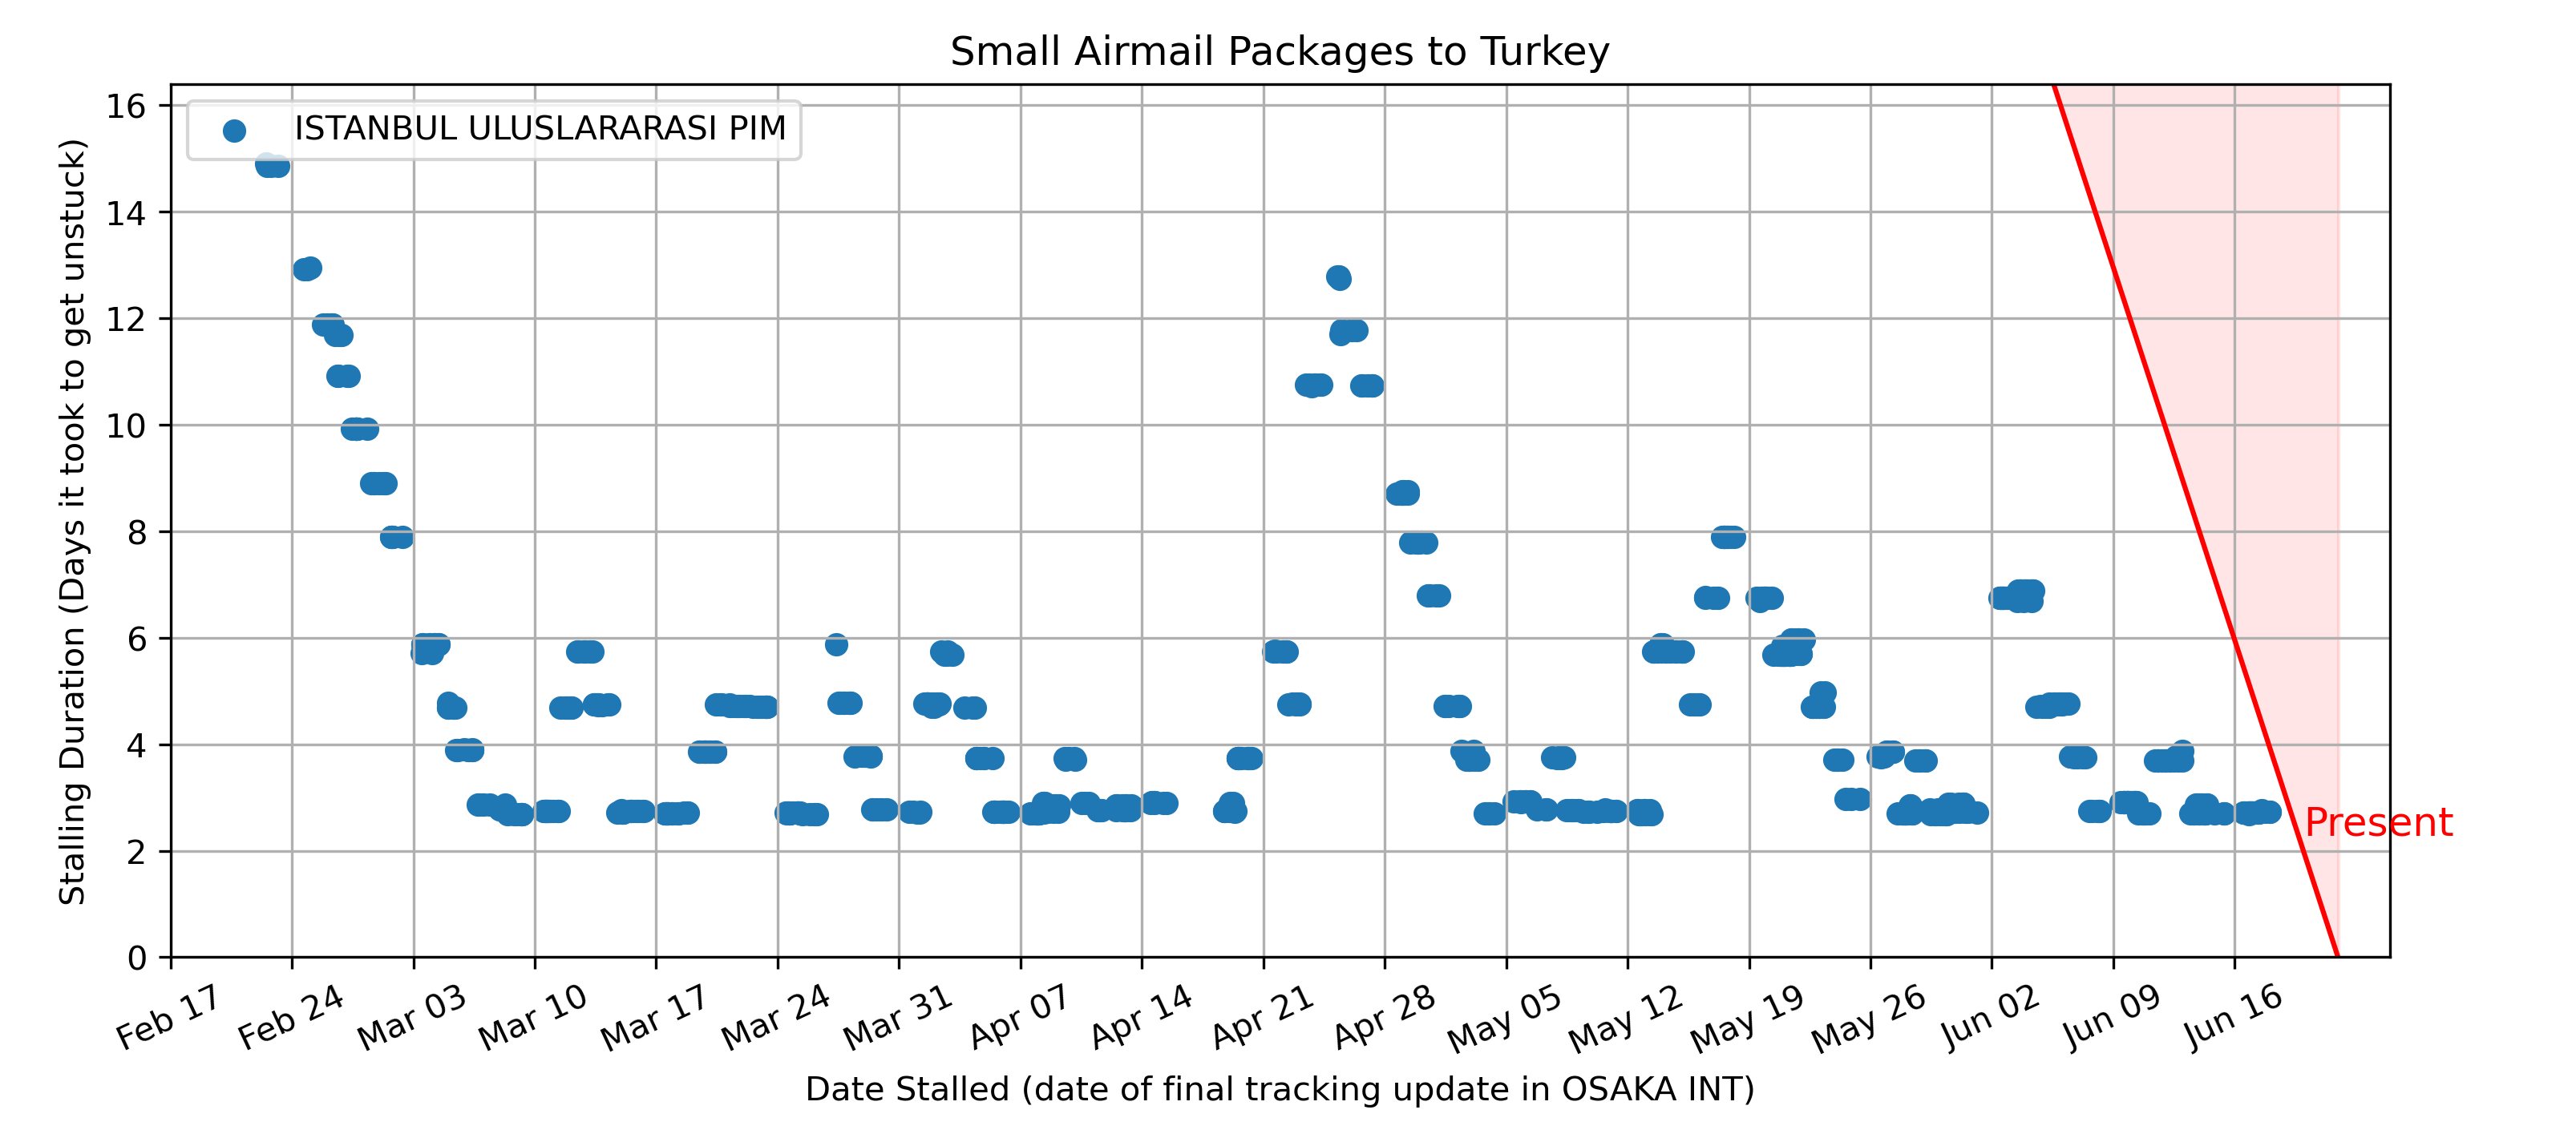 Small Airmail Packages to Turkey
ISTANBUL ULUSLARARASI PIM
Stalling Duration (Days it took to get unstuck)
16
14
12
10
8
6
4
2
0
Present
Feb 17
Feb 24
Mar 03
Mar 10
Mar 17
Mar 24
Mar 31
Apr 07
Apr 14
Apr 21
Apr 28
May 05
May 12
May 19
May 26
Jun 02
Jun 09
Jun 16
Date Stalled (date of final tracking update in OSAKA INT)